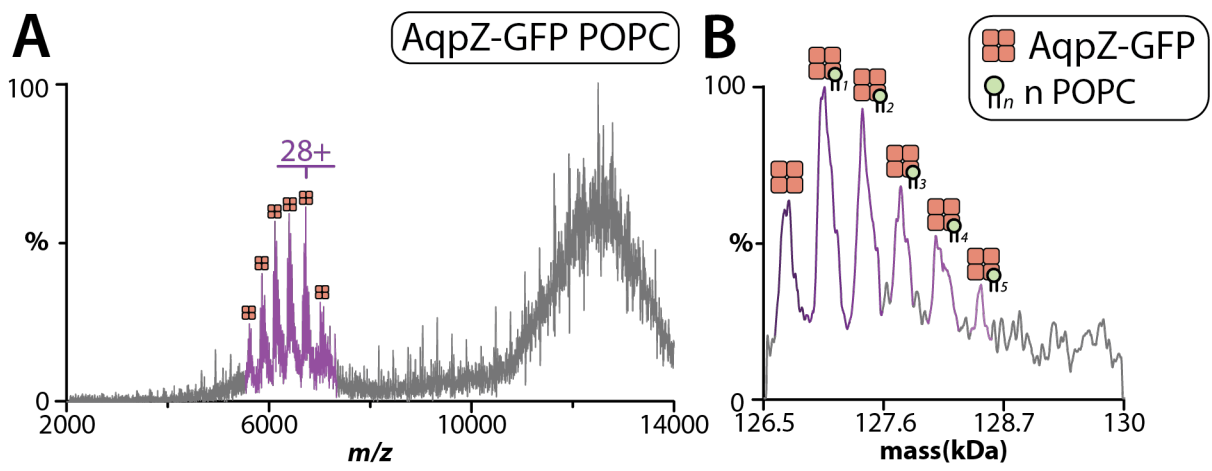 A
AqpZ-GFP POPC
100
%
0
28+
2000
6000
10000
14000
m/z
B
AqpZ-GFP
n n POPC
100
%
0
1
2
3
4
5
126.5
127.6
128.7
130
mass(kDa)